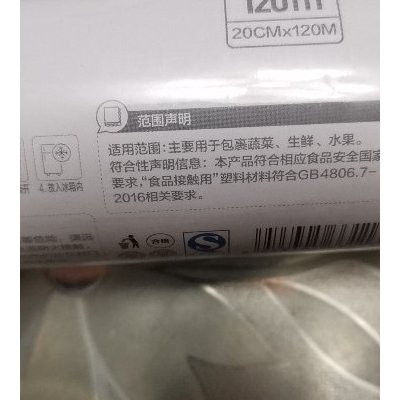 120m
20CMx120M
范围声明
适用范围：主要用于包裹蔬菜、生鲜、水果。
符合性声明信息：本产品符合相应食品安全国家
要求，“食品接触用”塑料材料符合GB4806.7-
2016相关要求。
4.放入冰箱内
合格